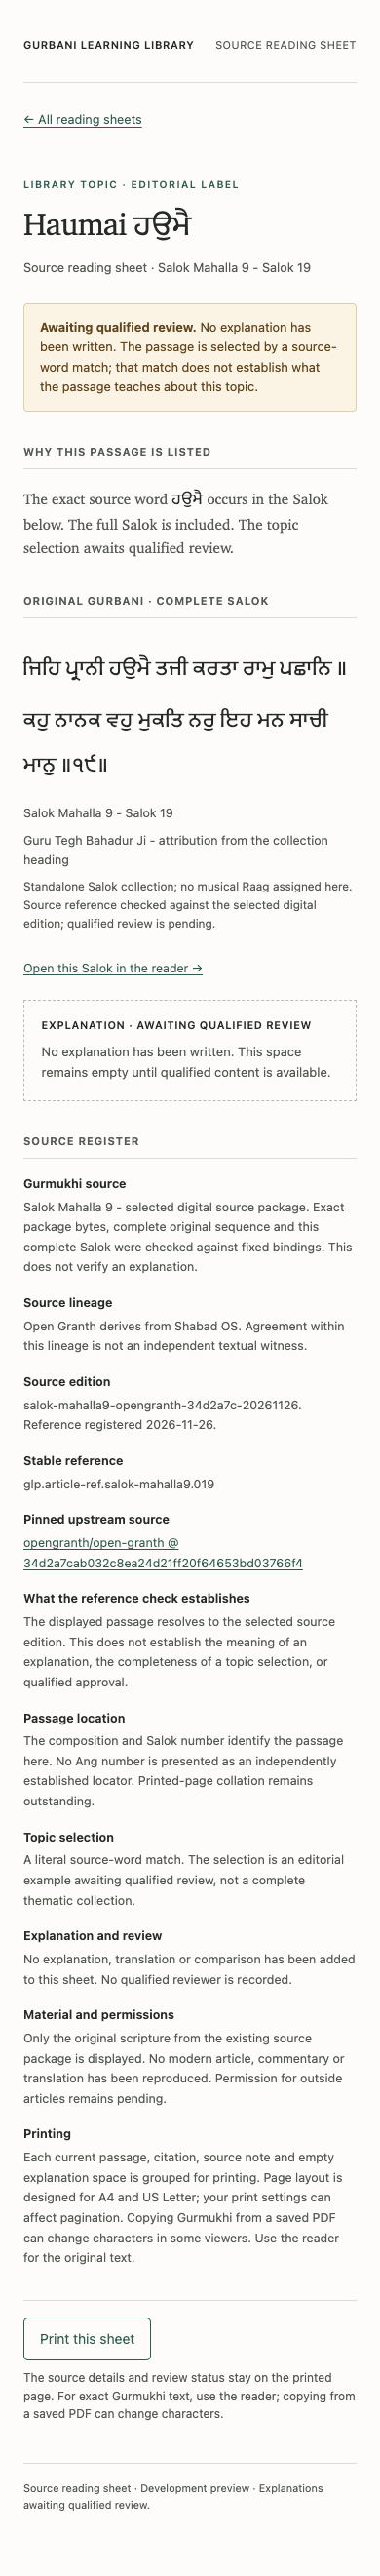 GURBANI LEARNING LIBRARY SOURCE READING SHEET
← All reading sheets
LIBRARY TOPIC · EDITORIAL LABEL
Haumai ਹਉਮੈ
Source reading sheet · Salok Mahalla 9 - Salok 19
Awaiting qualified review. No explanation has
been written. The passage is selected by a source-
word match; that match does not establish what
the passage teaches about this topic.
WHY THIS PASSAGE IS LISTED
The exact source word ਹਉਮੈ occurs in the Salok
below. The full Salok is included. The topic
selection awaits qualified review.
ORIGINAL GURBANI · COMPLETE SALOK
ਜਿਹਿ ਪ੍ਰਾਨੀ ਹਉਮੈ ਤਜੀ ਕਰਤਾ ਰਾਮੁ ਪਛਾਨਿ ॥
ਕਹੁ ਨਾਨਕ ਵਹੁ ਮੁਕਤਿ ਨਰੁ ਇਹ ਮਨ ਸਾਚੀ
ਮਾਨੁ ॥੧੯॥
Salok Mahalla 9 - Salok 19
Guru Tegh Bahadur Ji - attribution from the collection
heading
Standalone Salok collection; no musical Raag assigned here.
Source reference checked against the selected digital
edition; qualified review is pending.
Open this Salok in the reader →
EXPLANATION · AWAITING QUALIFIED REVIEW
No explanation has been written. This space
remains empty until qualified content is available.
SOURCE REGISTER
Gurmukhi source
Salok Mahalla 9 - selected digital source package. Exact
package bytes, complete original sequence and this
complete Salok were checked against fixed bindings. This
does not verify an explanation.
Source lineage
Open Granth derives from Shabad OS. Agreement within
this lineage is not an independent textual witness.
Source edition
salok-mahalla9-opengranth-34d2a7c-20261126.
Reference registered 2026-11-26.
Stable reference
glp.article-ref.salok-mahalla9.019
Pinned upstream source
opengranth/open-granth @
34d2a7cab032c8ea24d21ff20f64653bd03766f4
What the reference check establishes
The displayed passage resolves to the selected source
edition. This does not establish the meaning of an
explanation, the completeness of a topic selection, or
qualified approval.
Passage location
The composition and Salok number identify the passage
here. No Ang number is presented as an independently
established locator. Printed-page collation remains
outstanding.
Topic selection
A literal source-word match. The selection is an editorial
example awaiting qualified review, not a complete
thematic collection.
Explanation and review
No explanation, translation or comparison has been added
to this sheet. No qualified reviewer is recorded.
Material and permissions
Only the original scripture from the existing source
package is displayed. No modern article, commentary or
translation has been reproduced. Permission for outside
articles remains pending.
Printing
Each current passage, citation, source note and empty
explanation space is grouped for printing. Page layout is
designed for A4 and US Letter; your print settings can
affect pagination. Copying Gurmukhi from a saved PDF
can change characters in some viewers. Use the reader
for the original text.
Print this sheet
The source details and review status stay on the printed
page. For exact Gurmukhi text, use the reader; copying from
a saved PDF can change characters.
Source reading sheet · Development preview · Explanations
awaiting qualified review.